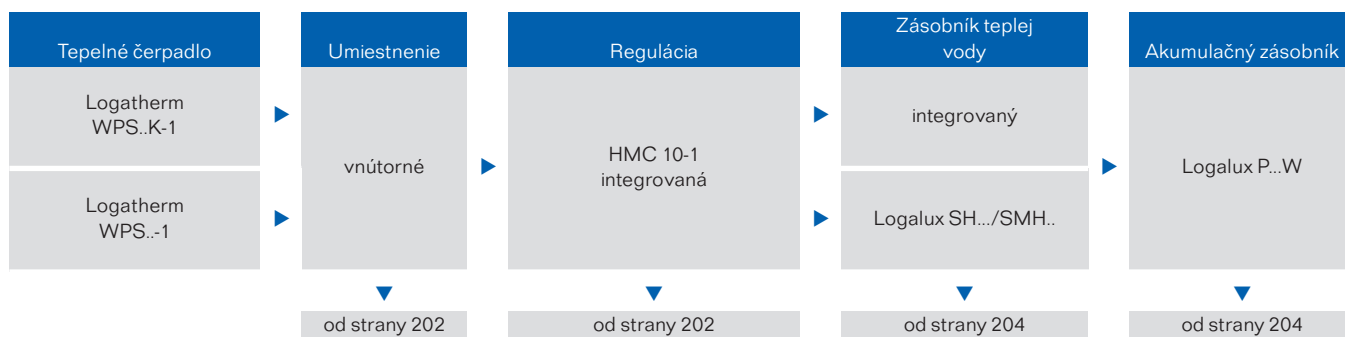 Tepelné čerpadlo
Umiestnenie
Regulácia
Zásobník teplej
vody
Akumulačný zásobník
Logatherm
WPS..K-1
Logatherm
WPS..-1
vnútorné
HMC 10-1
integrovaná
integrovaný
Logalux SH.../SMH..
Logalux P...W
od strany 202
od strany 202
od strany 204
od strany 204